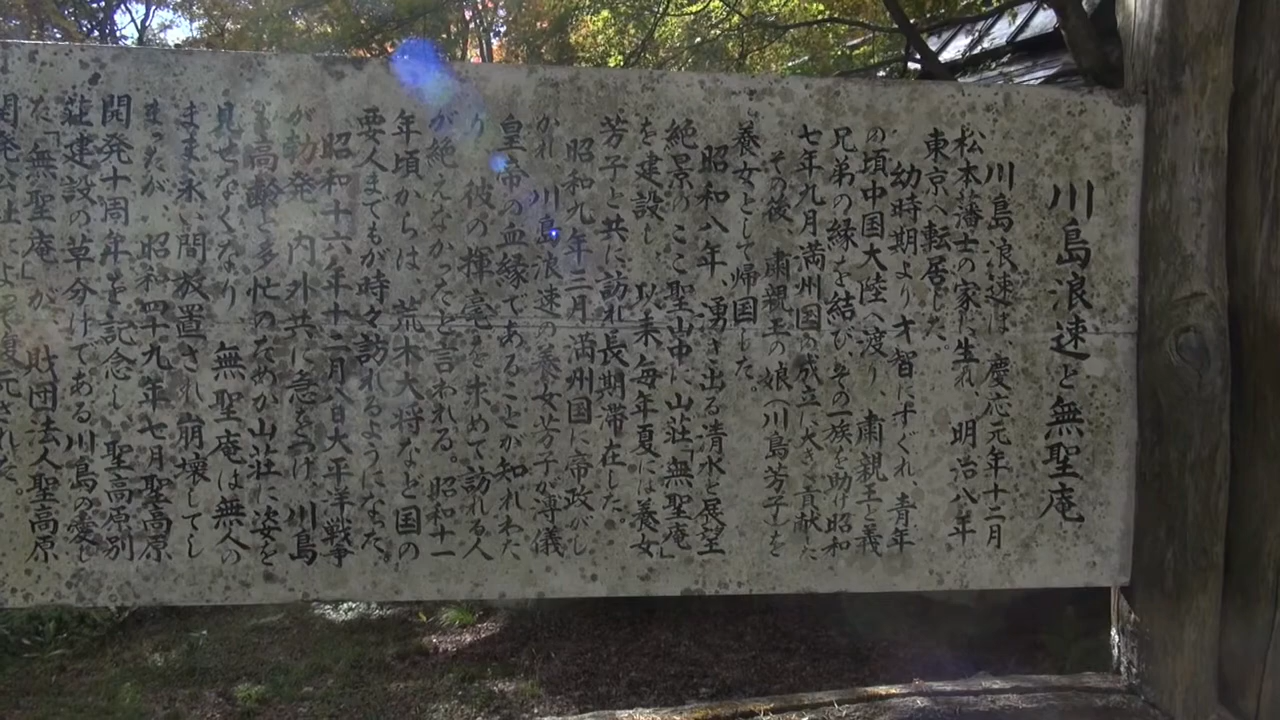 川島浪速と無聖庵
川島浪速は 慶応元年十二月
松本藩士の家に生れ、明治八年
東京へ転居した。
幼時期より才智にすぐれ、青年
の頃中国大陸へ渡り 粛親王と義
兄弟の縁を結び、その一族を助け昭和
七年九月満州国の成立に大きく貢献した
その後、粛親王の娘(川島芳子)を
養女として帰国した。
昭和八年、勇き出る清水と展望
絶景のここ聖山中に、山荘「無聖庵」
を建設し 以来毎年夏には養女
芳子と共に訪れ長期滞在した。
昭和九年三月満州国に帝政がし
かれ 川島浪速の養女芳子が専儀
皇帝の血縁であることが知れわた
り 彼の揮毫を求めて訪れる人
が絶えなかったと言われる。昭和十一
年頃からは 荒木大将など国の
要人までもが時々訪れるようになった。
昭和十六年十二月八日大平洋戦争
が勃発、内外共に急をつげ、川島
も高齢と多忙のためか山荘に姿を
見せなくなり 無聖庵は無人の
まま永い間放置され 崩壊してし
まったが、昭和四十九年七月聖高原
開発十周年を記念し 聖高原別
荘建設の草分けである川島の愛し
た「無聖庵」が 財団法人聖高原
開発公社によって復元された。